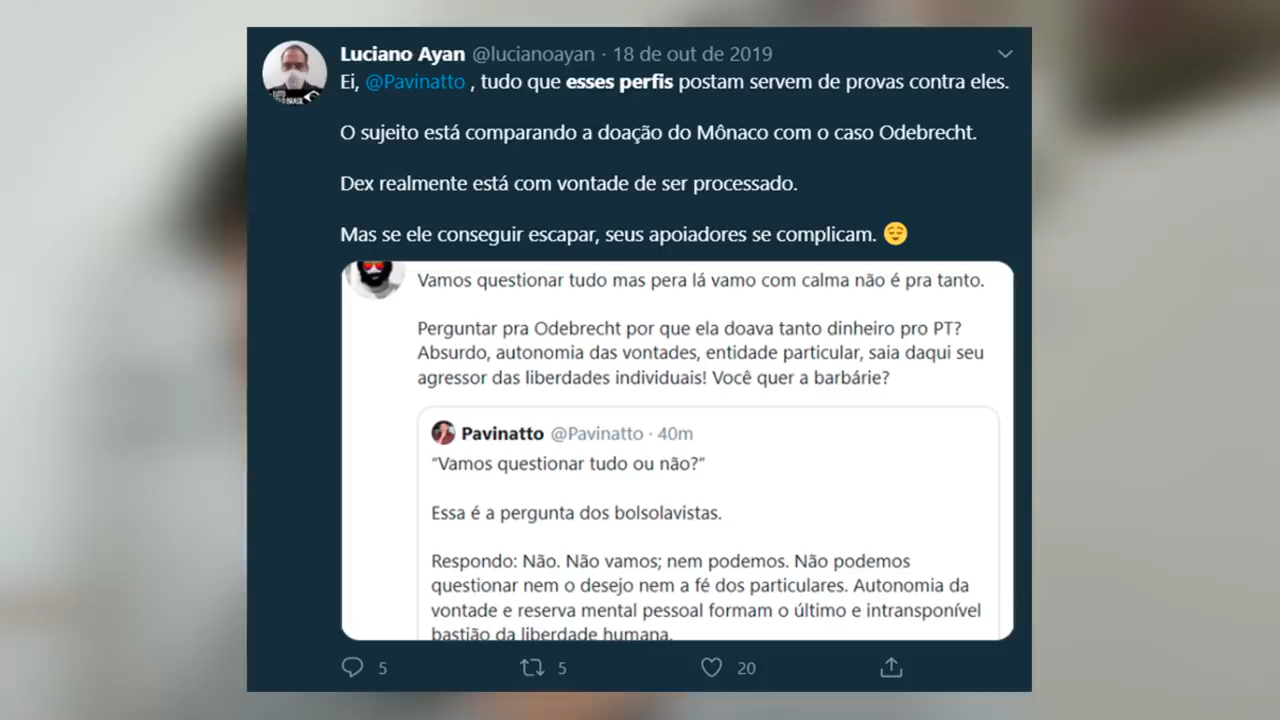 Luciano Ayan @lucianoayan · 18 de out de 2019
Ei, @Pavinatto , tudo que esses perfis postam servem de provas contra eles.
O sujeito está comparando a doação do Mônaco com o caso Odebrecht.
Dex realmente está com vontade de ser processado.
Mas se ele conseguir escapar, seus apoiadores se complicam. 😌
Vamos questionar tudo mas pera lá vamo com calma não é pra tanto.
Perguntar pra Odebrecht por que ela doava tanto dinheiro pro PT?
Absurdo, autonomia das vontades, entidade particular, saia daqui seu
agressor das liberdades individuais! Você quer a barbárie?
Pavinatto @Pavinatto · 40m
“Vamos questionar tudo ou não?”
Essa é a pergunta dos bolsolavistas.
Respondo: Não. Não vamos; nem podemos. Não podemos
questionar nem o desejo nem a fé dos particulares. Autonomia da
vontade e reserva mental pessoal formam o último e intransponível
bastião da liberdade humana.
5 5 20